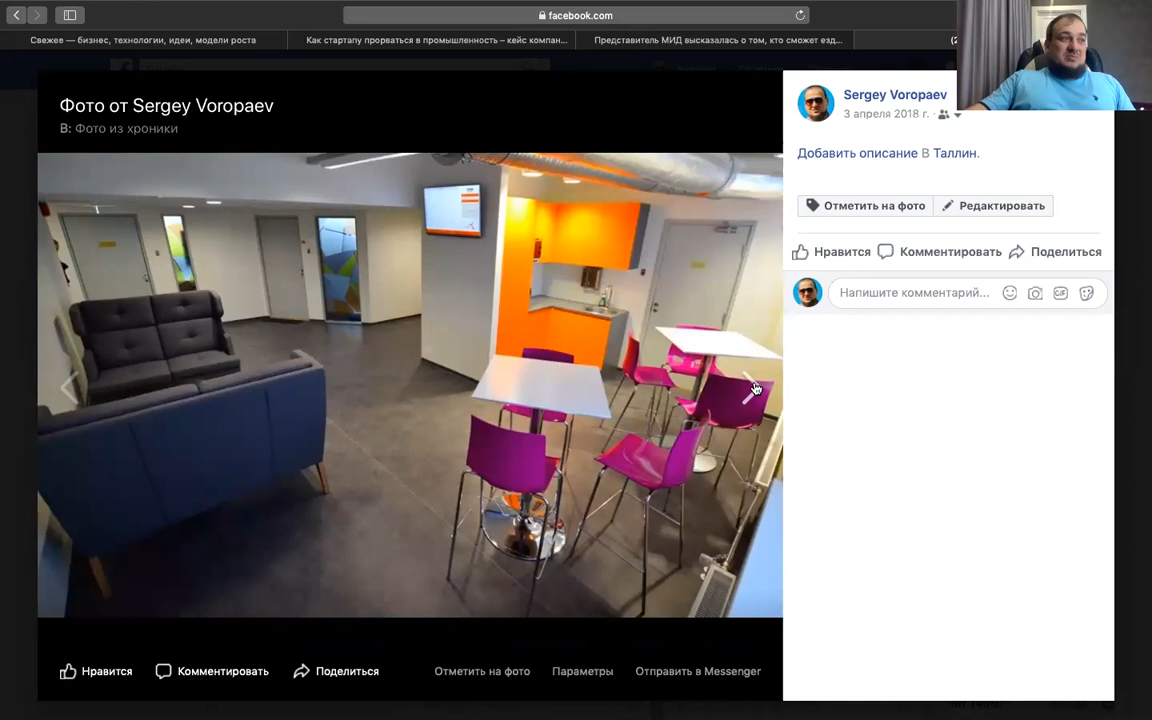 facebook.com
Свежее — бизнес, технологии, идеи, модели роста
Как стартапу прорваться в промышленность – кейс компан...
Представитель МИД высказалась о том, кто сможет езд...
Фото от Sergey Voropaev
В: Фото из хроники
Sergey Voropaev
3 апреля 2018 г. ·
Добавить описание В Таллин.
Отметить на фото
Редактировать
Нравится
Комментировать
Поделиться
Напишите комментарий...
GIF
Нравится
Комментировать
Поделиться
Отметить на фото
Параметры
Отправить в Messenger